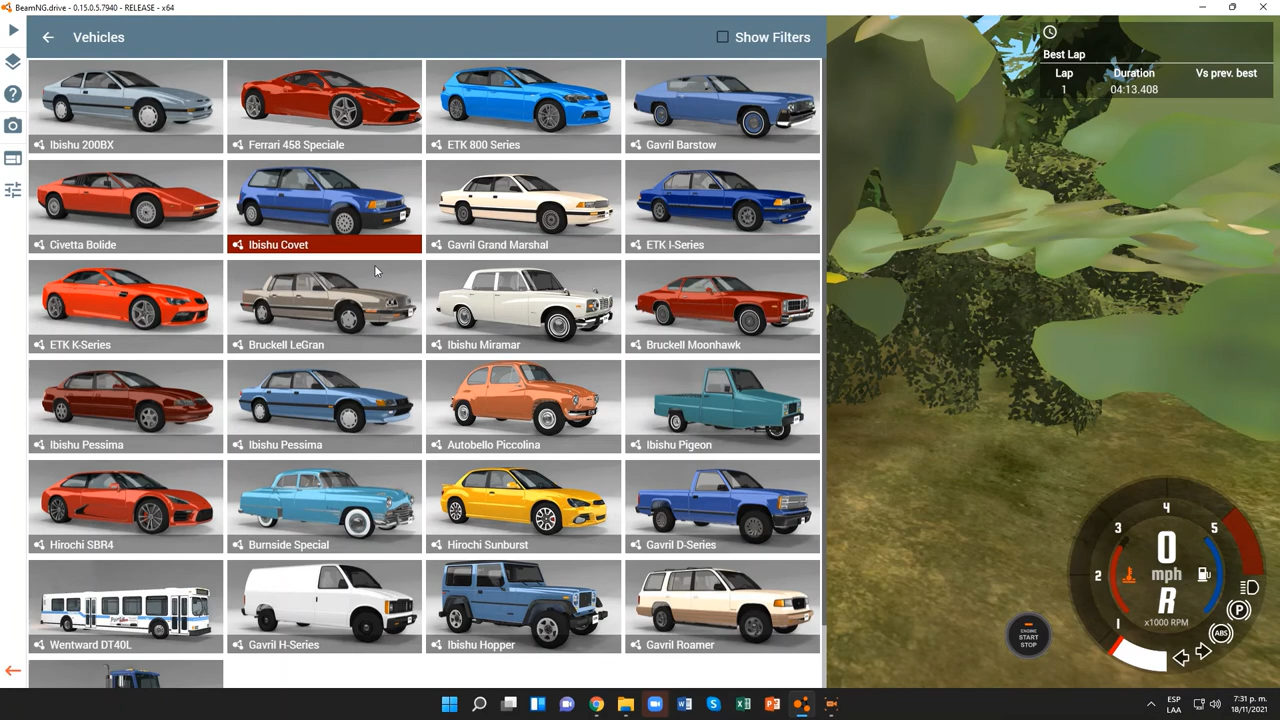 BeamNG.drive - 0.15.0.5.7940 - RELEASE - x64
Vehicles
Show Filters
Ibishu 200BX
Ferrari 458 Speciale
ETK 800 Series
Gavril Barstow
Civetta Bolide
Ibishu Covet
Gavril Grand Marshal
ETK I-Series
ETK K-Series
Bruckell LeGran
Ibishu Miramar
Bruckell Moonhawk
Ibishu Pessima
Ibishu Pessima
Autobello Piccolina
Ibishu Pigeon
Hirochi SBR4
Burnside Special
Hirochi Sunburst
Gavril D-Series
Wentward DT40L
Gavril H-Series
Ibishu Hopper
Gavril Roamer
Best Lap
Lap Duration Vs prev. best
1 04:13.408
1 2 3 4 5
0
mph
R
x1000 RPM
ENGINE
START
STOP
P
ABS
ESP
LAA
7:31 p. m.
18/11/2021